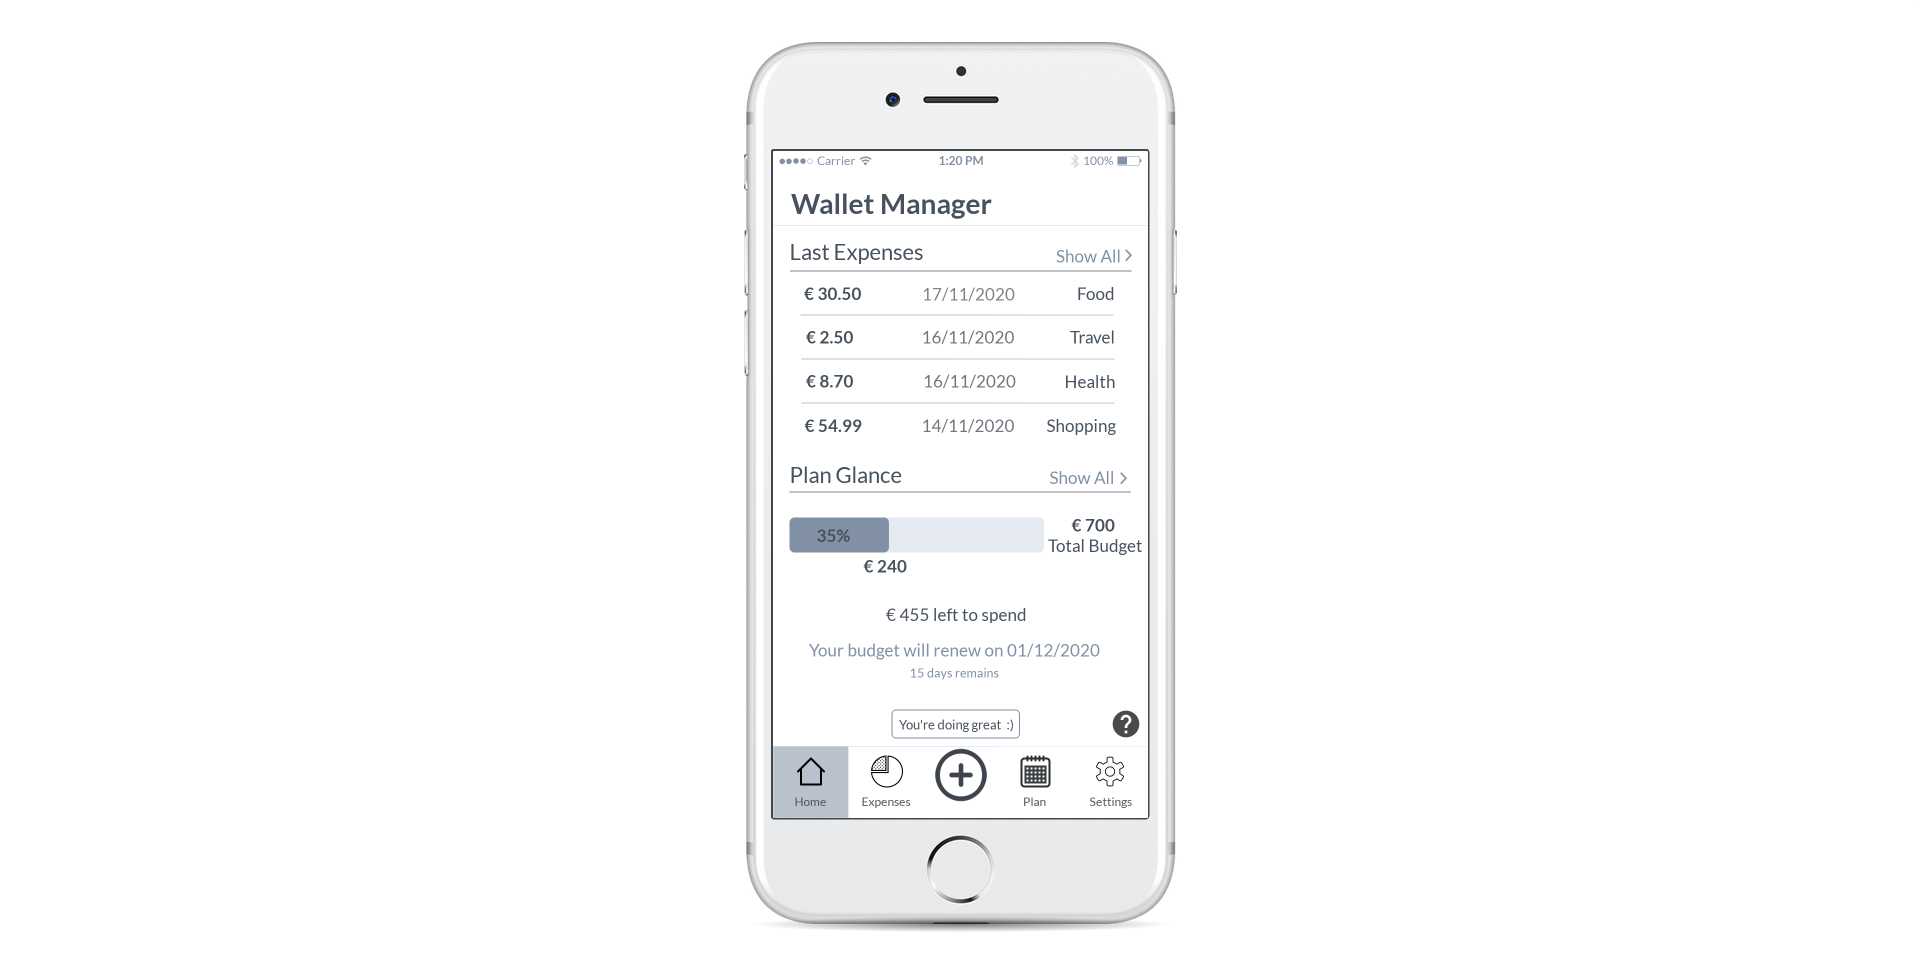 Carrier 1:20 PM 100%
Wallet Manager
Last Expenses Show All >
€ 30.50 17/11/2020 Food
€ 2.50 16/11/2020 Travel
€ 8.70 16/11/2020 Health
€ 54.99 14/11/2020 Shopping
Plan Glance Show All >
35% € 700
Total Budget
€ 240
€ 455 left to spend
Your budget will renew on 01/12/2020
15 days remains
You're doing great :)
?
Home Expenses Plan Settings